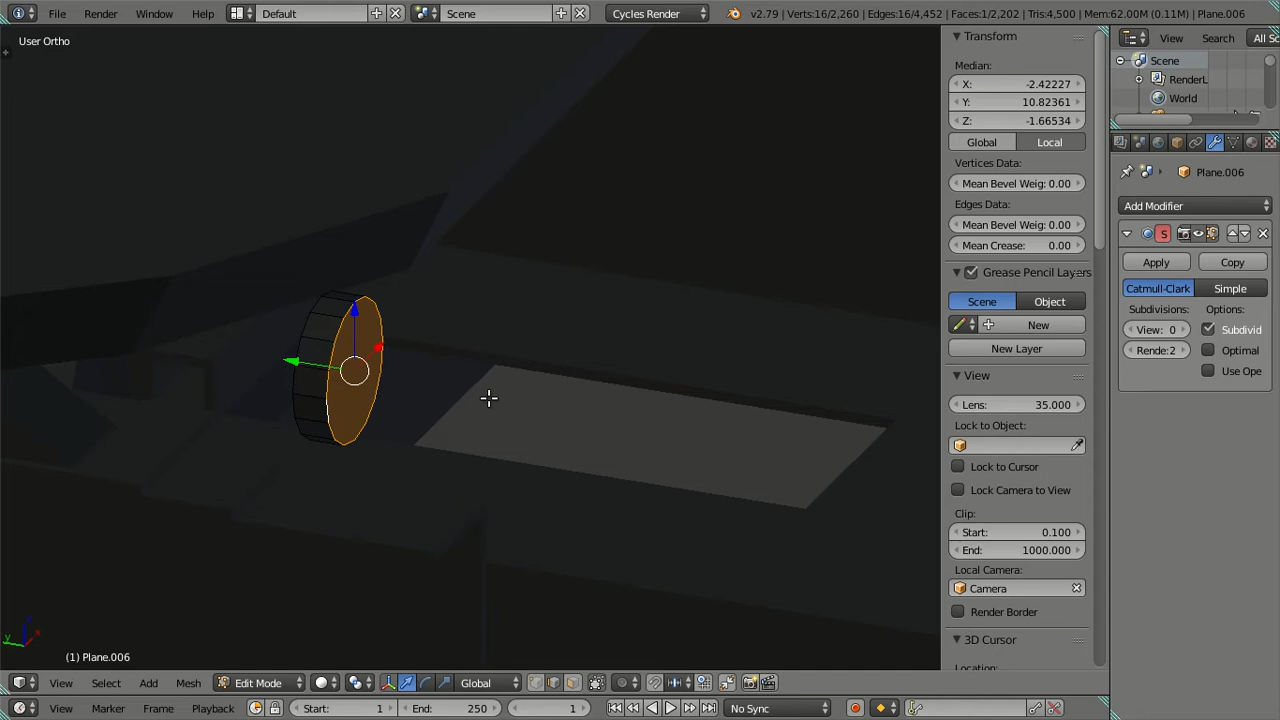 File Render Window Help Default Scene Cycles Render v2.79 | Verts:16/2,260 | Edges:16/4,452 | Faces:1/2,202 | Tris:4,500 | Mem:62.00M (0.11M) | Plane.006
User Ortho
Transform
Median:
X: -2.42227
Y: 10.82361
Z: -1.66534
Global Local
Vertices Data:
Mean Bevel Weig: 0.00
Edges Data:
Mean Bevel Weig: 0.00
Mean Crease: 0.00
Grease Pencil Layers
Scene Object
New
New Layer
View
Lens: 35.000
Lock to Object:
Lock to Cursor
Lock Camera to View
Clip:
Start: 0.100
End: 1000.000
Local Camera:
Camera
Render Border
3D Cursor
Location:
View Search All Sc
Scene
RenderL
World
Plane.006
Add Modifier
S
Apply Copy
Catmull-Clark Simple
Subdivisions: Options:
View: 0 Subdivid
Rende:2 Optimal
Use Ope
y x
(1) Plane.006
View Select Add Mesh Edit Mode Global
View Marker Frame Playback Start: 1 End: 250 1 No Sync